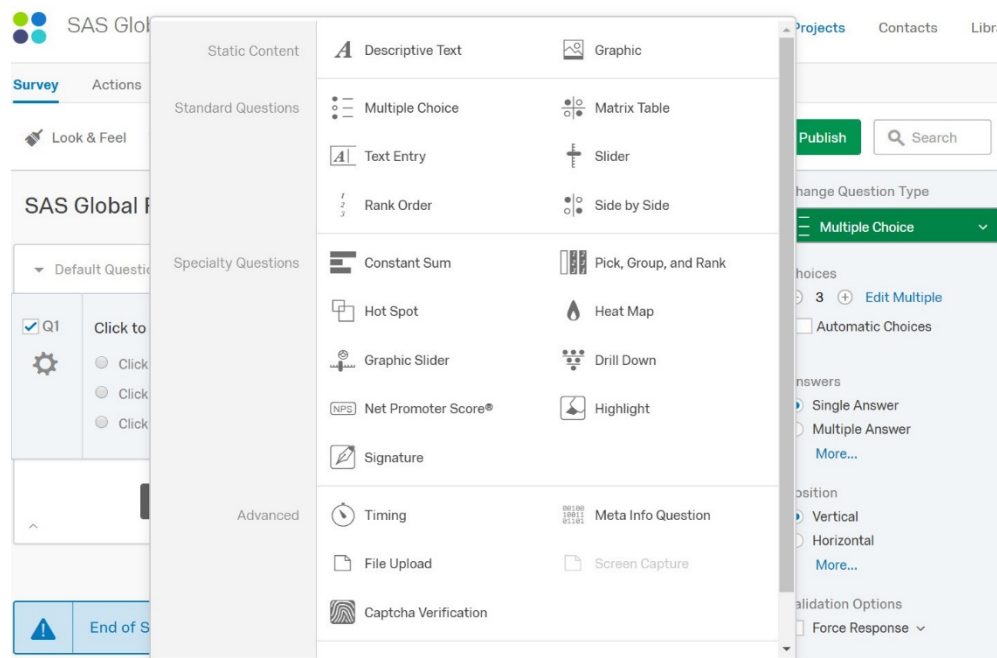 SAS Glob
Projects Contacts Libr
Survey Actions
Look & Feel
Publish Search
SAS Global F
Default Questio
Q1 Click to
Click
Click
Click
End of S
Static Content
A Descriptive Text Graphic
Standard Questions
Multiple Choice Matrix Table
A Text Entry Slider
1 2 3 Rank Order Side by Side
Specialty Questions
Constant Sum Pick, Group, and Rank
Hot Spot Heat Map
Graphic Slider Drill Down
NPS Net Promoter Score® Highlight
Signature
Advanced
Timing Meta Info Question
File Upload Screen Capture
Captcha Verification
hange Question Type
Multiple Choice
hoices
3 Edit Multiple
Automatic Choices
nswers
Single Answer
Multiple Answer
More...
osition
Vertical
Horizontal
More...
alidation Options
Force Response